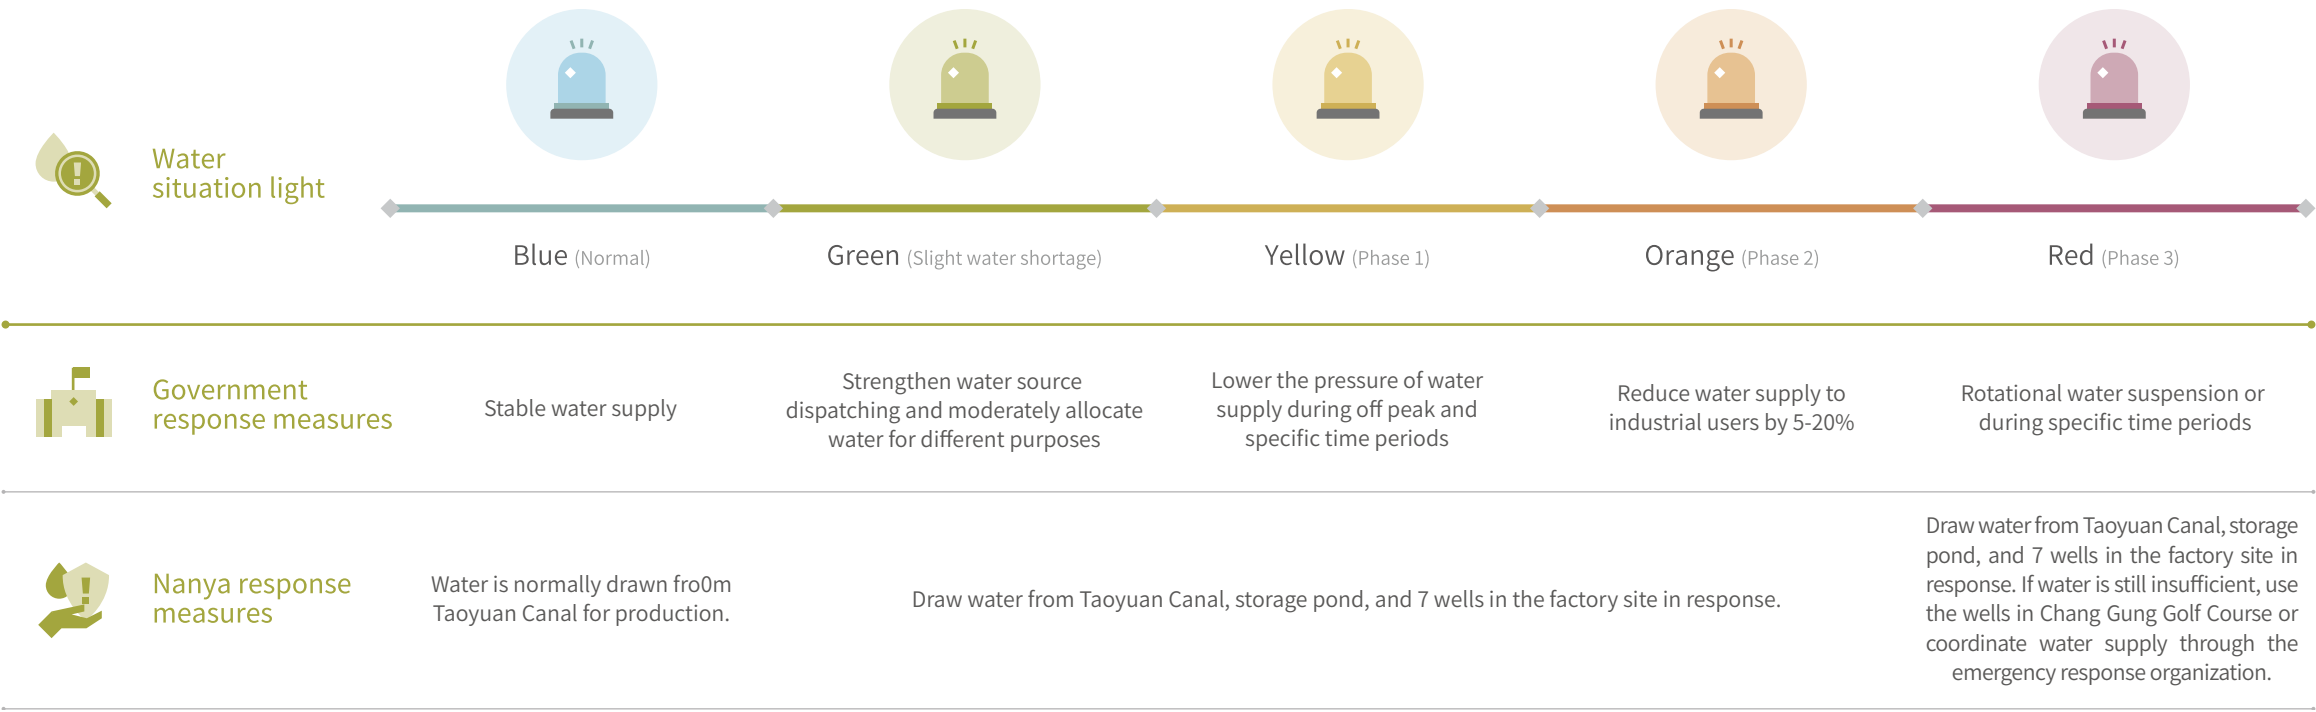 Water
situation light
Blue (Normal)
Green (Slight water shortage)
Yellow (Phase 1)
Orange (Phase 2)
Red (Phase 3)
Government
response measures
Stable water supply
Strengthen water source
dispatching and moderately allocate
water for different purposes
Lower the pressure of water
supply during off peak and
specific time periods
Reduce water supply to
industrial users by 5-20%
Rotational water suspension or
during specific time periods
Nanya response
measures
Water is normally drawn fro0m
Taoyuan Canal for production.
Draw water from Taoyuan Canal, storage pond, and 7 wells in the factory site in response.
Draw water from Taoyuan Canal, storage
pond, and 7 wells in the factory site in
response. If water is still insufficient, use
the wells in Chang Gung Golf Course or
coordinate water supply through the
emergency response organization.